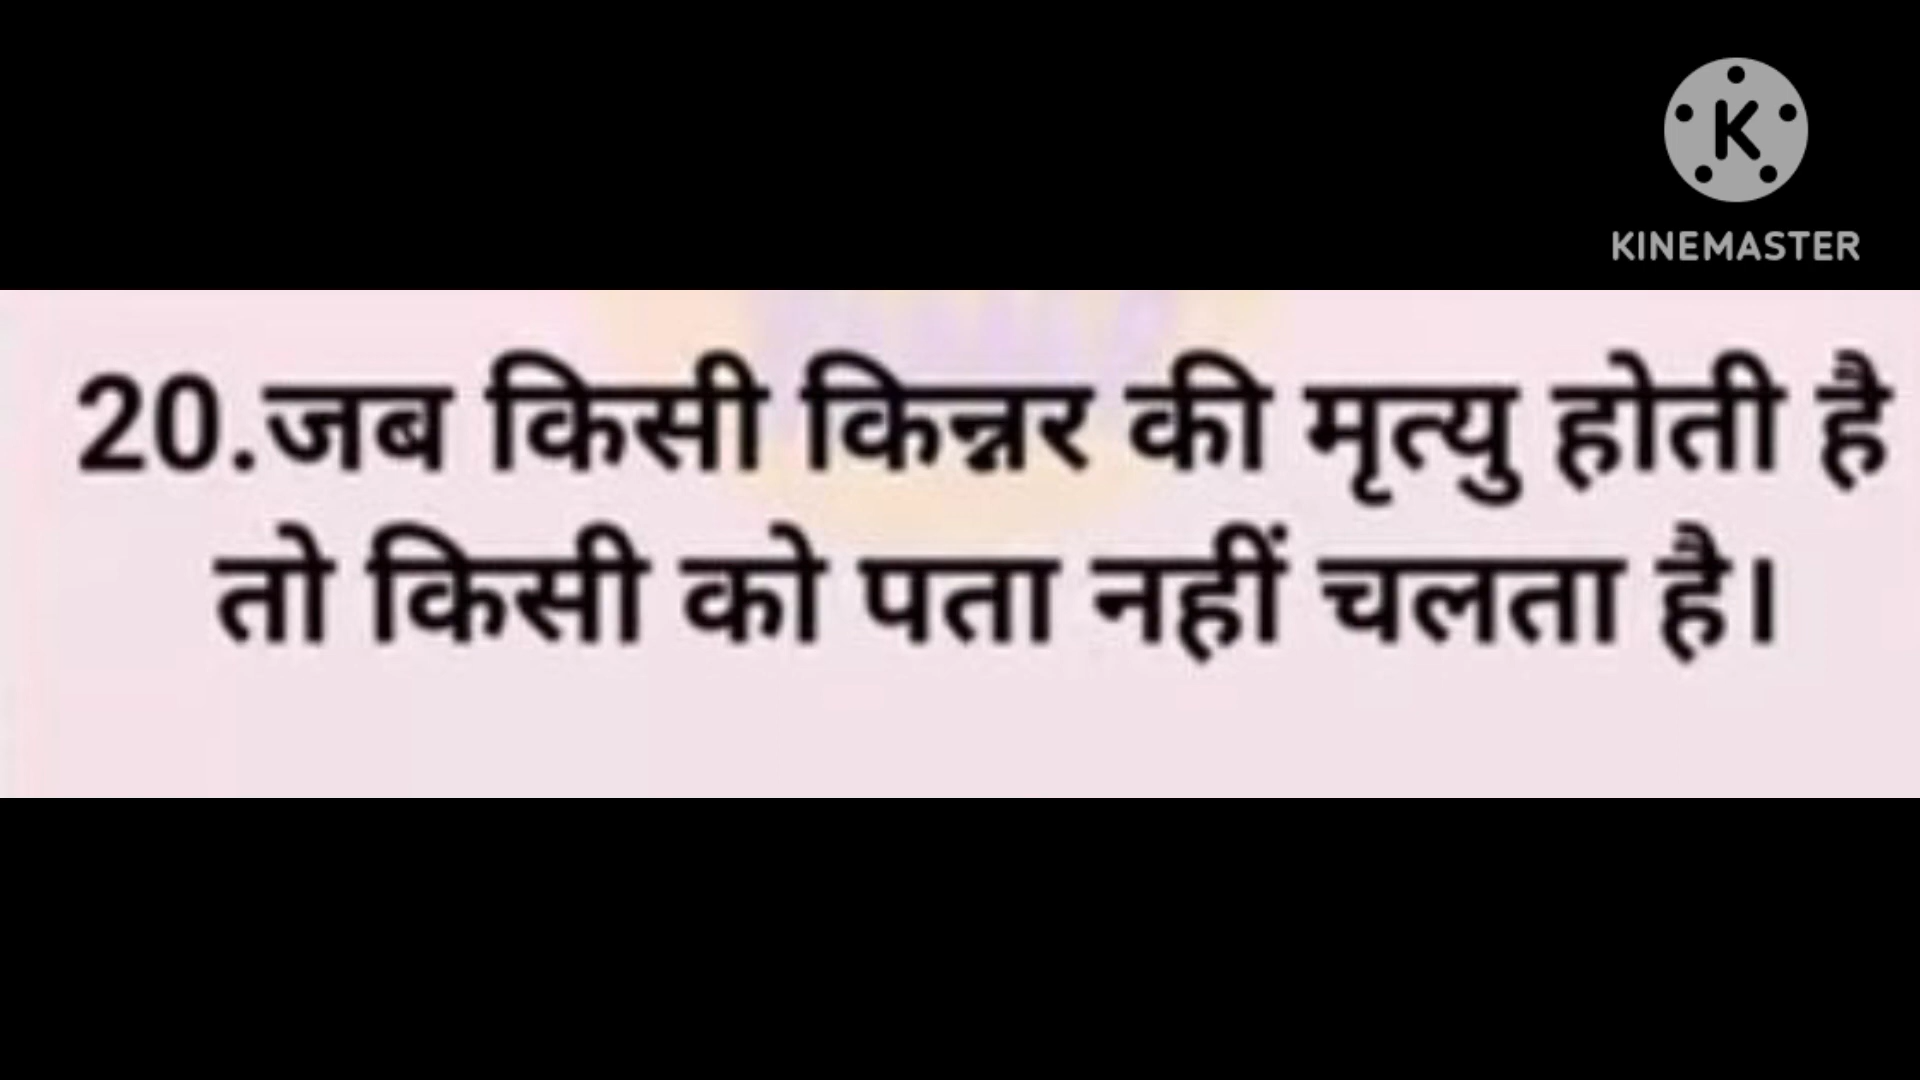 KINEMASTER
20.जब किसी किन्नर की मृत्यु होती है
तो किसी को पता नहीं चलता है।